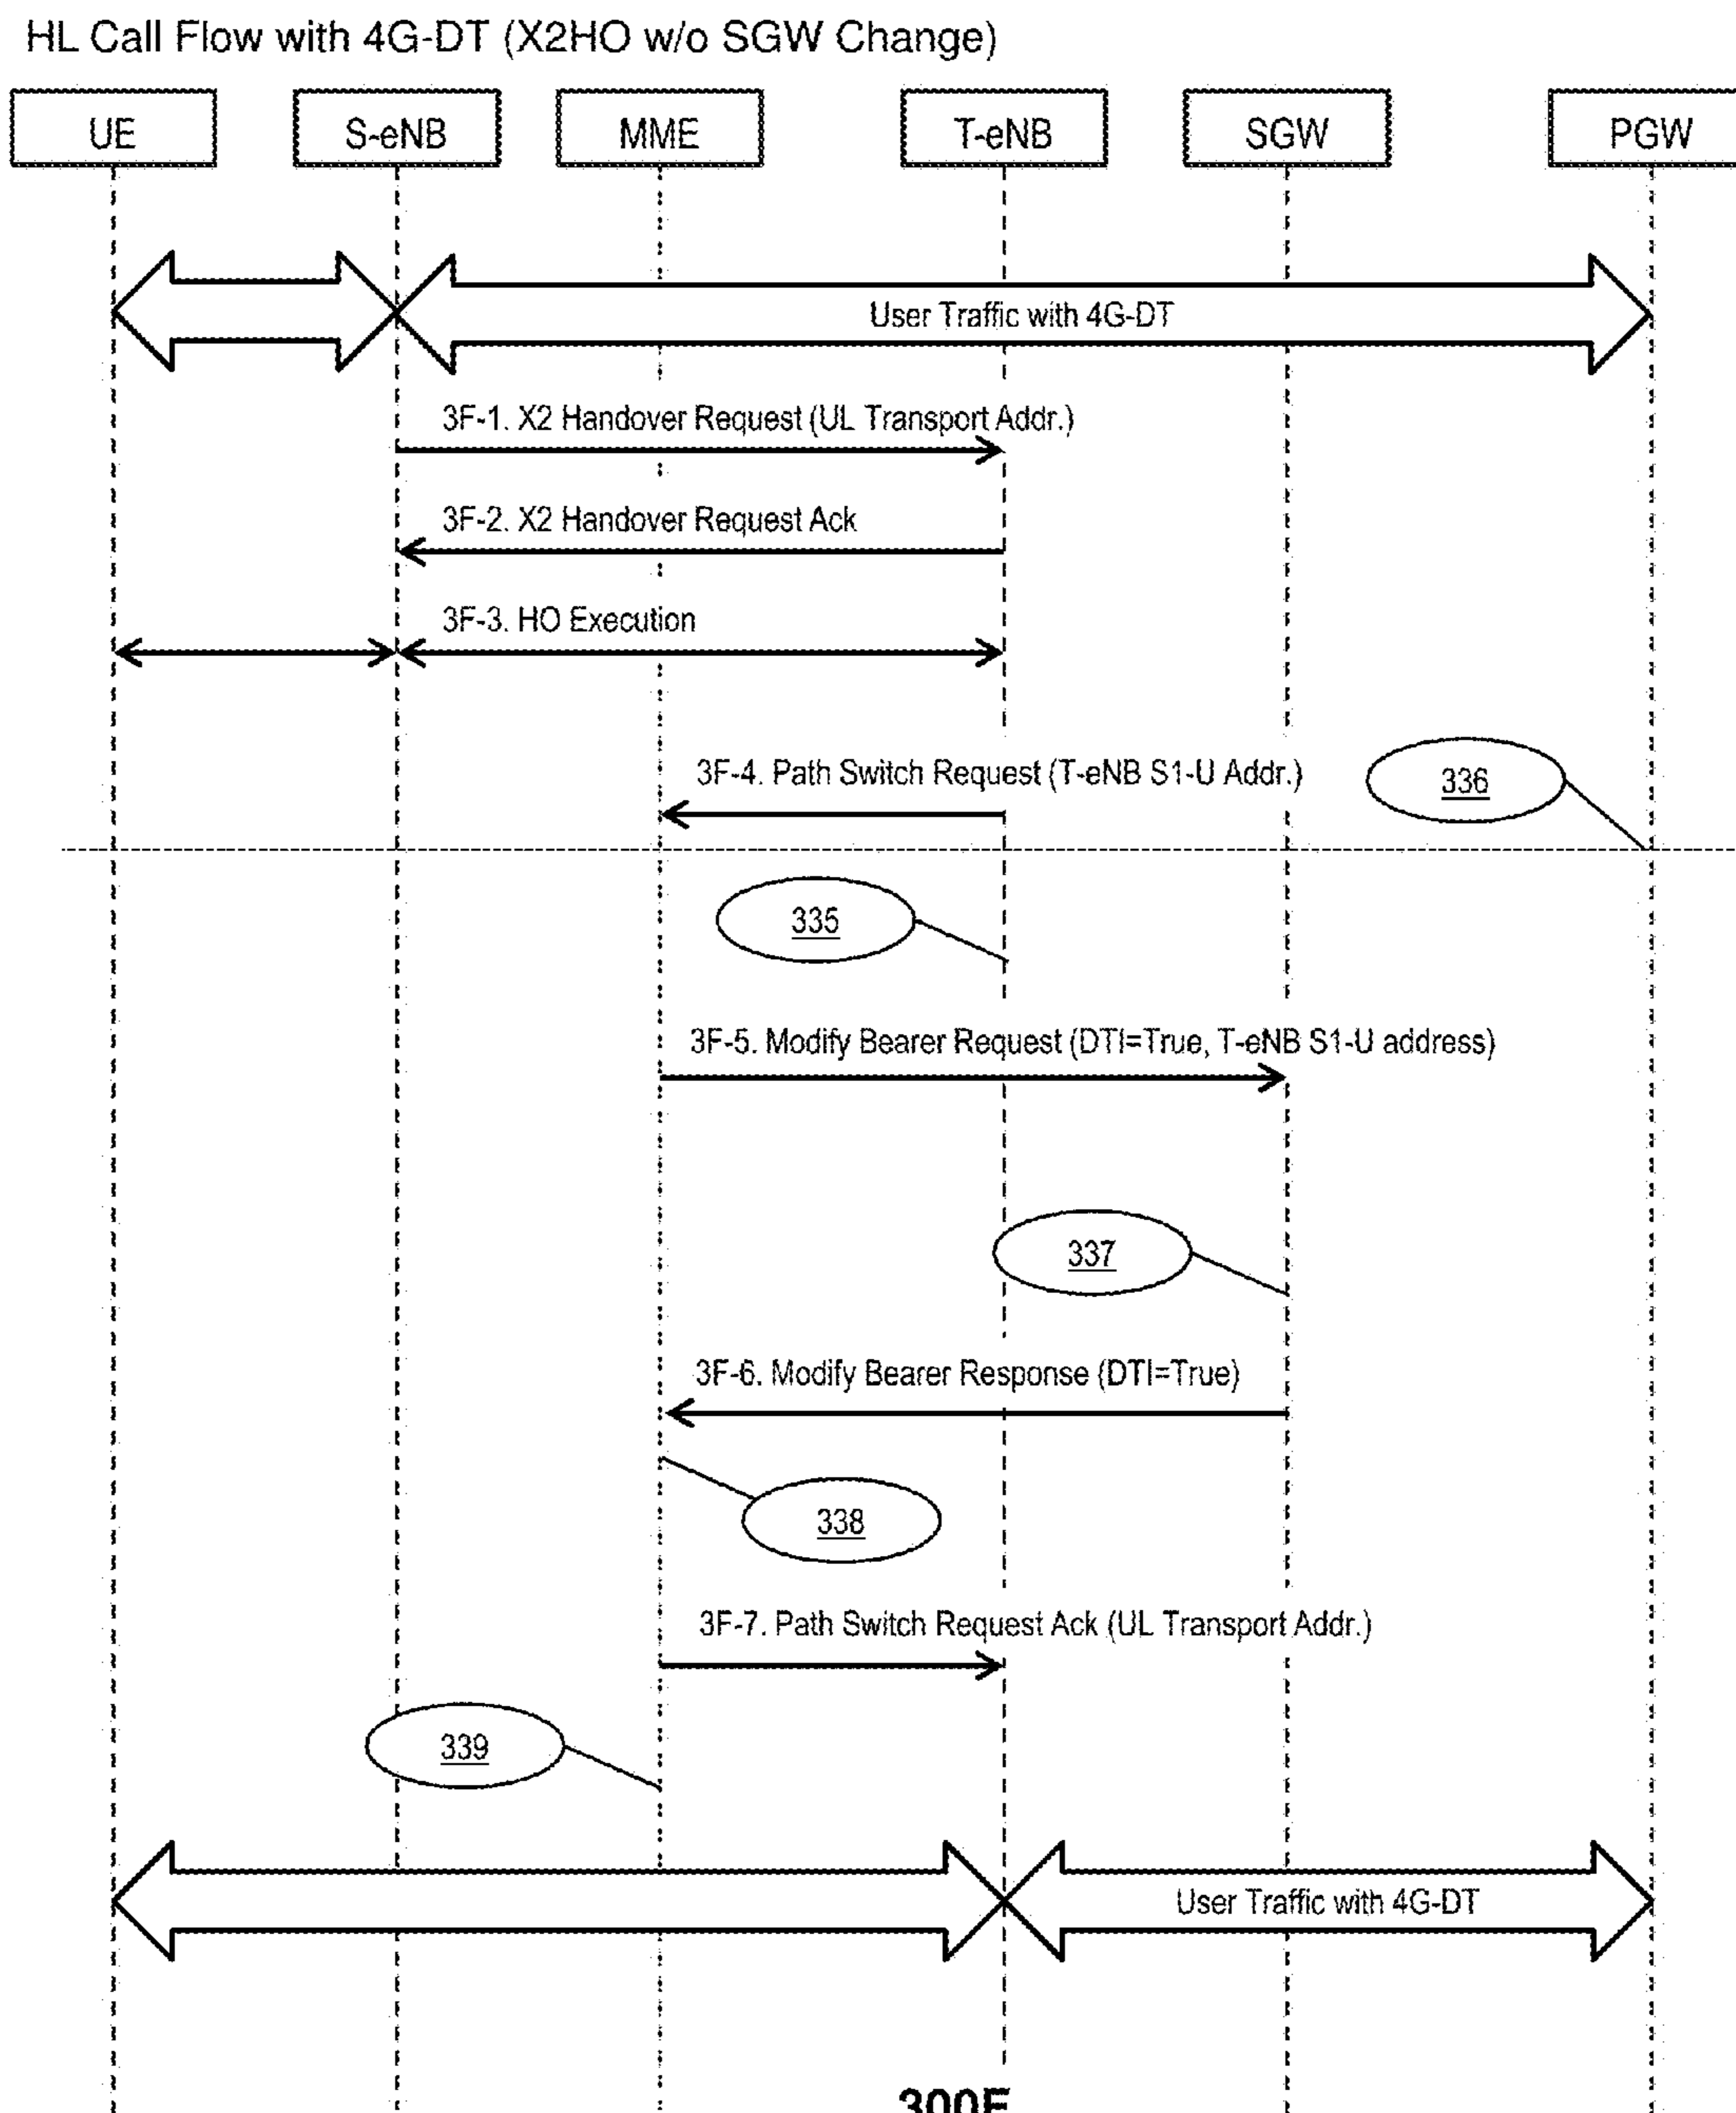 HL Call Flow with 4G-DT (X2HO w/o SGW Change)
UE
S-eNB
MME
T-eNB
SGW
PGW
User Traffic with 4G-DT
3F-1. X2 Handover Request (UL Transport Addr.)
3F-2. X2 Handover Request Ack
3F-3. HO Execution
3F-4. Path Switch Request (T-eNB S1-U Addr.)
336
335
3F-5. Modify Bearer Request (DTI=True, T-eNB S1-U address)
337
3F-6. Modify Bearer Response (DTI=True)
338
3F-7. Path Switch Request Ack (UL Transport Addr.)
339
User Traffic with 4G-DT